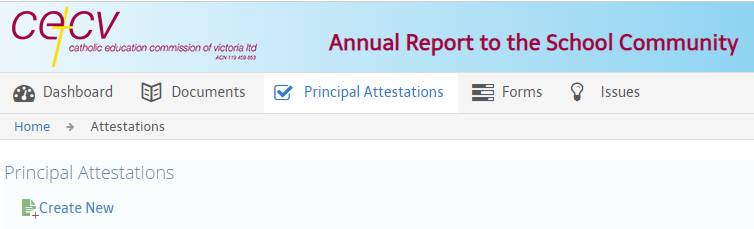 cecv
catholic education commission of victoria ltd
ACN 119 459 853
Annual Report to the School Community
Dashboard Documents Principal Attestations Forms Issues
Home Attestations
Principal Attestations
Create New